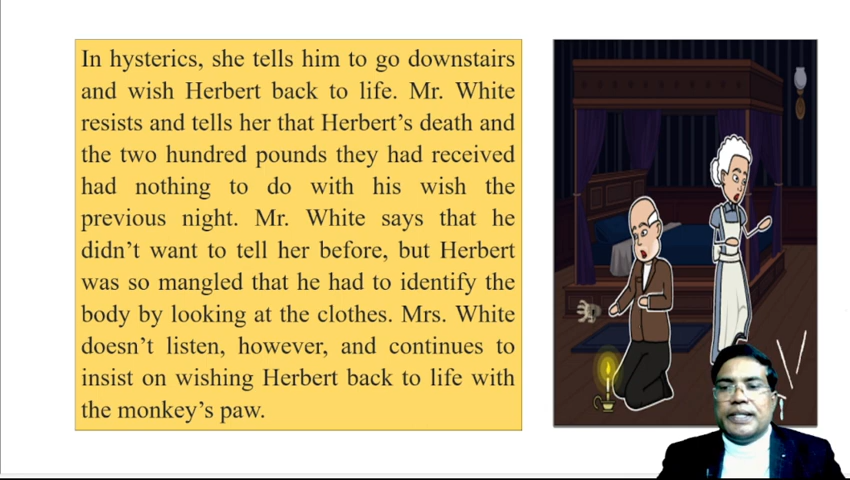 In hysterics, she tells him to go downstairs
and wish Herbert back to life. Mr. White
resists and tells her that Herbert’s death and
the two hundred pounds they had received
had nothing to do with his wish the
previous night. Mr. White says that he
didn’t want to tell her before, but Herbert
was so mangled that he had to identify the
body by looking at the clothes. Mrs. White
doesn’t listen, however, and continues to
insist on wishing Herbert back to life with
the monkey’s paw.